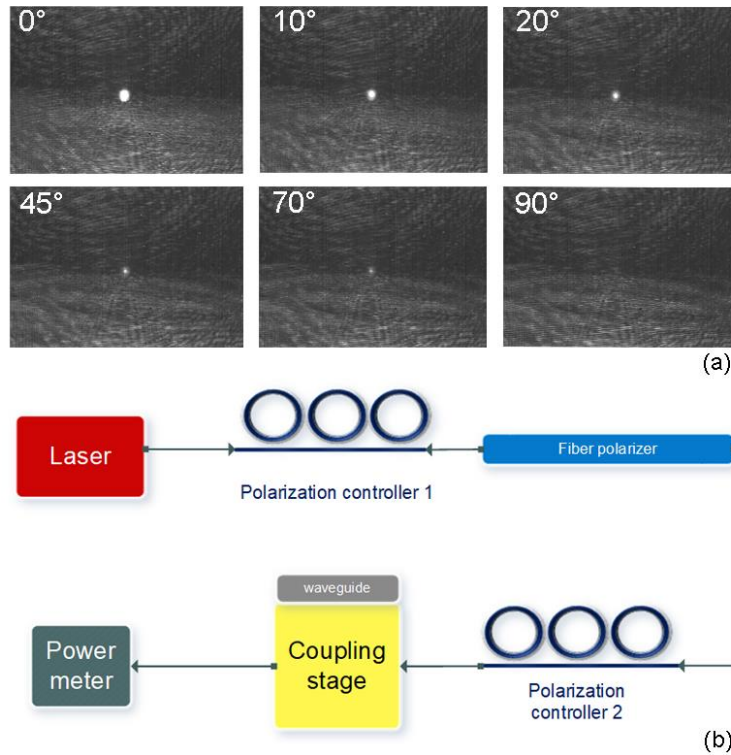 0°
10°
20°
45°
70°
90°
(a)
Laser
Fiber polarizer
Polarization controller 1
waveguide
Power
meter
Coupling
stage
Polarization
controller 2
(b)